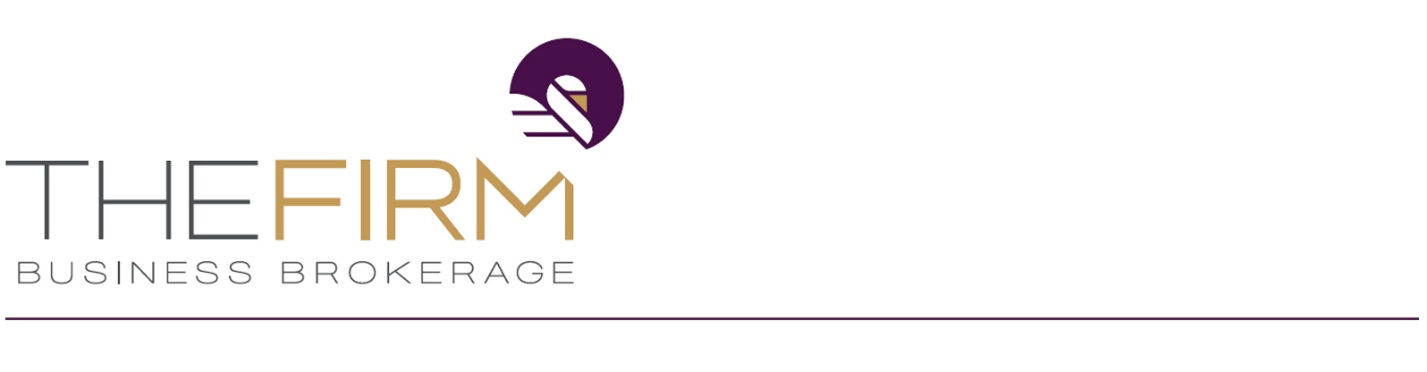 THEFIRM
BUSINESS BROKERAGE